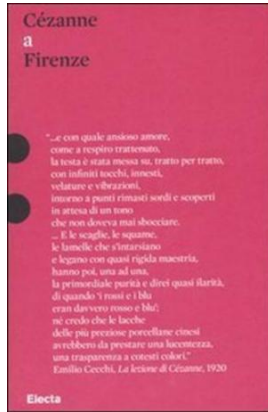 Cézanne
a
Firenze
"...e con quale ansioso amore,
come a respiro trattenuto,
la testa è stata messa su, tratto per tratto,
con infiniti tocchi, innesti,
velature e vibrazioni,
intorno a punti rimasti sordi e scoperti
in attesa di un tono
che non doveva mai sbocciare.
... E le scaglie, le squame,
le lamelle che s'intarsiano
e legano con quasi rigida maestria,
hanno poi, una ad una,
la primordiale purità e direi quasi ilarità,
di quando 'i rossi e i blu
eran davvero rosso e blu';
né credo che le lacche
delle più preziose porcellane cinesi
avrebbero da prestare una lucentezza,
una trasparenza a cotesti colori."
Emilio Cecchi, La lezione di Cézanne, 1920
Electa